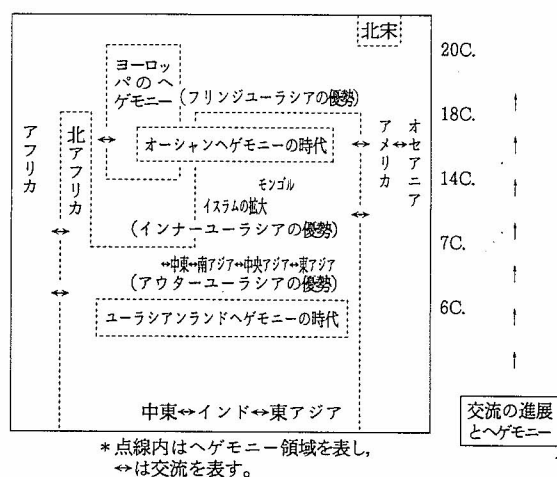 北宋
20C.
ヨーロッ
パのヘ
ゲモニー
(フリンジユーラシアの優勢)
18C.
アフリカ
北アフリカ
↔
オーシャンヘゲモニーの時代
↔
アメリカ
↔
オセアニア
14C.
モンゴル
イスラムの拡大
↔
(インナーユーラシアの優勢)
↔
7C.
↔中東↔南アジア↔中央アジア↔東アジア
(アウターユーラシアの優勢)
↔
ユーラシアンランドヘゲモニーの時代
6C.
中東↔インド↔東アジア
交流の進展
とヘゲモニー
*点線内はヘゲモニー領域を表し,
↔は交流を表す。